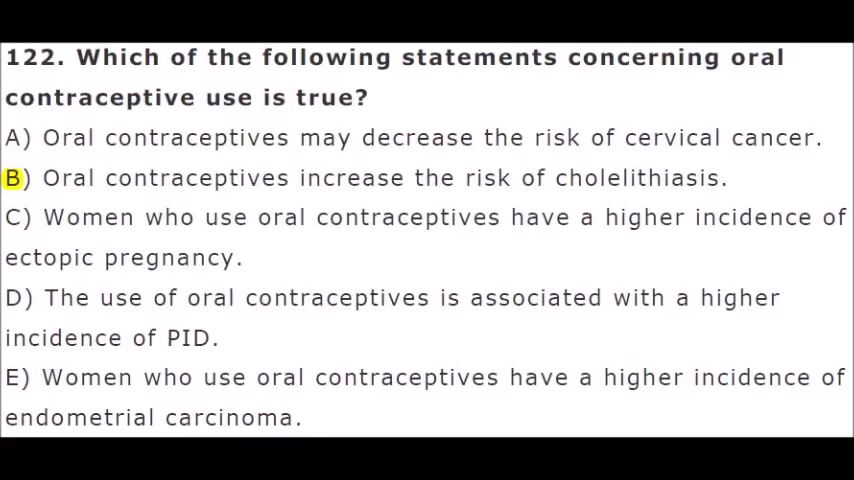 122. Which of the following statements concerning oral
contraceptive use is true?
A) Oral contraceptives may decrease the risk of cervical cancer.
B) Oral contraceptives increase the risk of cholelithiasis.
C) Women who use oral contraceptives have a higher incidence of
ectopic pregnancy.
D) The use of oral contraceptives is associated with a higher
incidence of PID.
E) Women who use oral contraceptives have a higher incidence of
endometrial carcinoma.